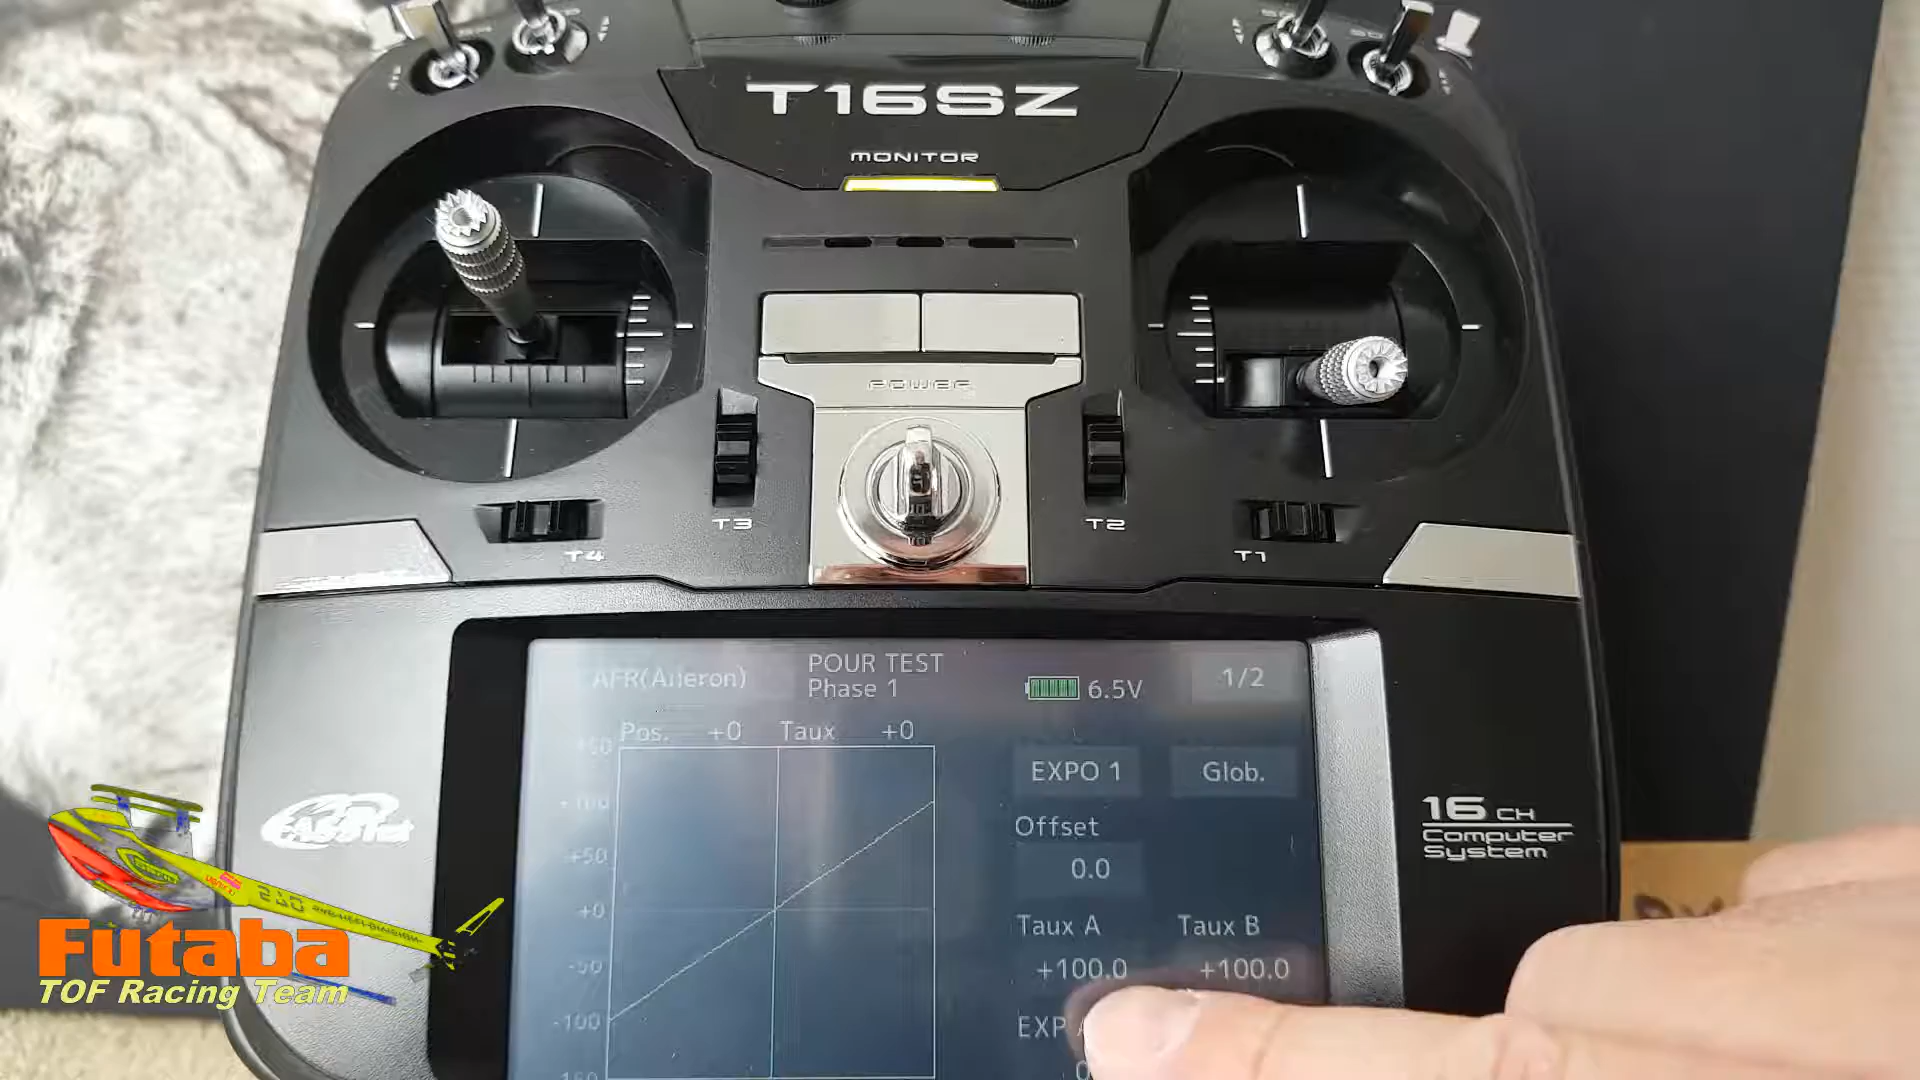 T16SZ
MONITOR
POWER
T3
T2
T4
T1
AFR(Aileron)
POUR TEST
Phase 1
6.5V
1/2
Pos. +0 Taux +0
+100
+50
+0
-50
-100
150
EXPO 1
Glob.
Offset
0.0
Taux A
Taux B
+100.0
+100.0
EXP
16 CH
Computer
System
Futaba
TOF Racing Team